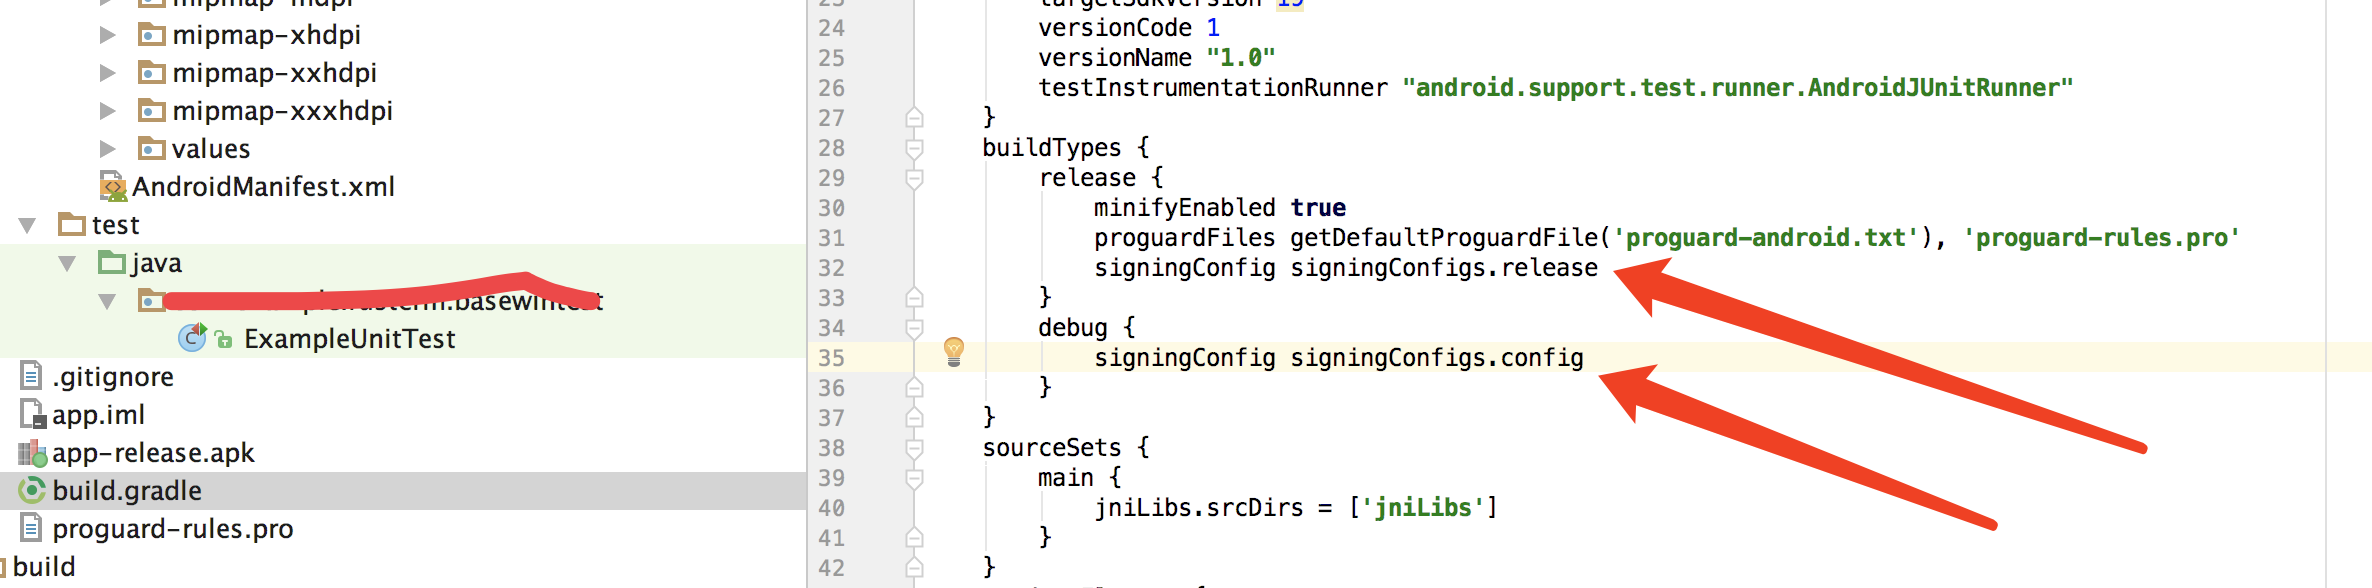 mipmap-hdpi
mipmap-xhdpi
mipmap-xxhdpi
mipmap-xxxhdpi
values
AndroidManifest.xml
test
java
ExampleUnitTest
.gitignore
app.iml
app-release.apk
build.gradle
proguard-rules.pro
build
23 targetSdkVersion 19
24 versionCode 1
25 versionName "1.0"
26 testInstrumentationRunner "android.support.test.runner.AndroidJUnitRunner"
27 }
28 buildTypes {
29 release {
30 minifyEnabled true
31 proguardFiles getDefaultProguardFile('proguard-android.txt'), 'proguard-rules.pro'
32 signingConfig signingConfigs.release
33 }
34 debug {
35 signingConfig signingConfigs.config
36 }
37 }
38 sourceSets {
39 main {
40 jniLibs.srcDirs = ['jniLibs']
41 }
42 }